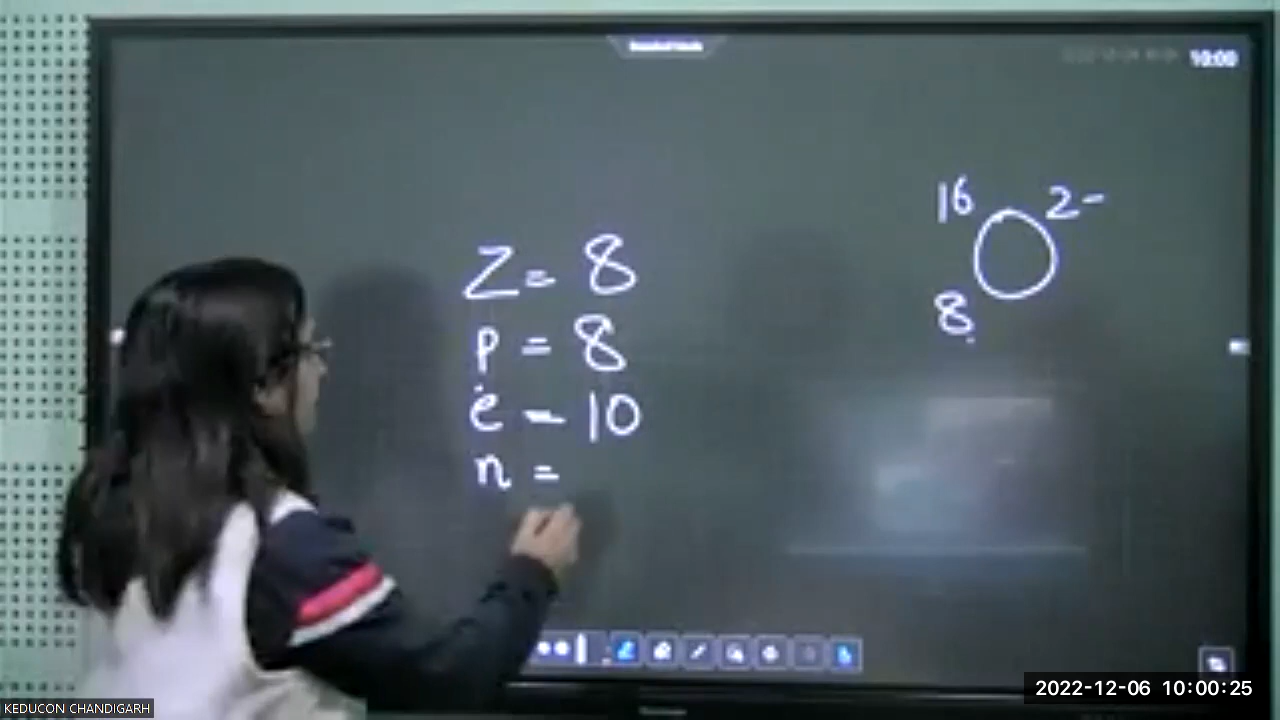 10:00
16 O 2-
8
Z = 8
p = 8
e = 10
n =
KEDUCON CHANDIGARH
2022-12-06 10:00:25